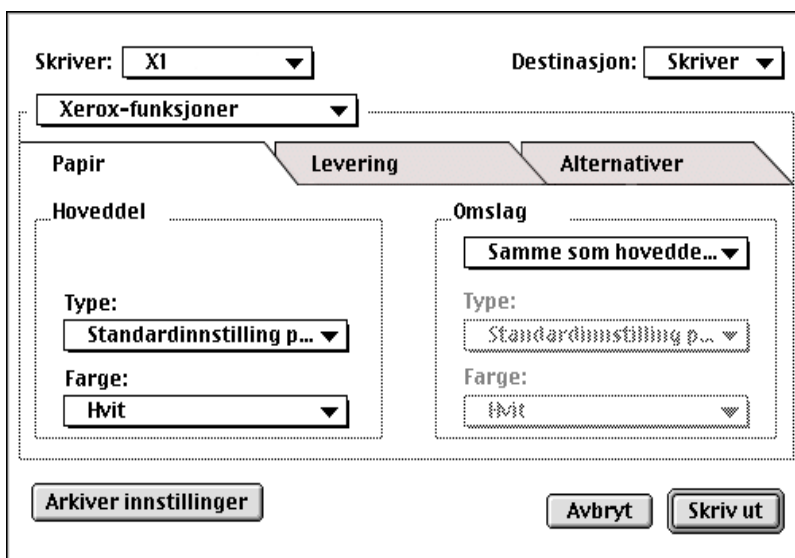 Skriver: X1 Destinasjon: Skriver
Xerox-funksjoner
Papir Levering Alternativer
Hoveddel
Type:
Standardinnstilling p...
Farge:
Hvit
Omslag
Samme som hovedde...
Type:
Standardinnstilling p...
Farge:
Hvit
Arkiver innstillinger Avbryt Skriv ut